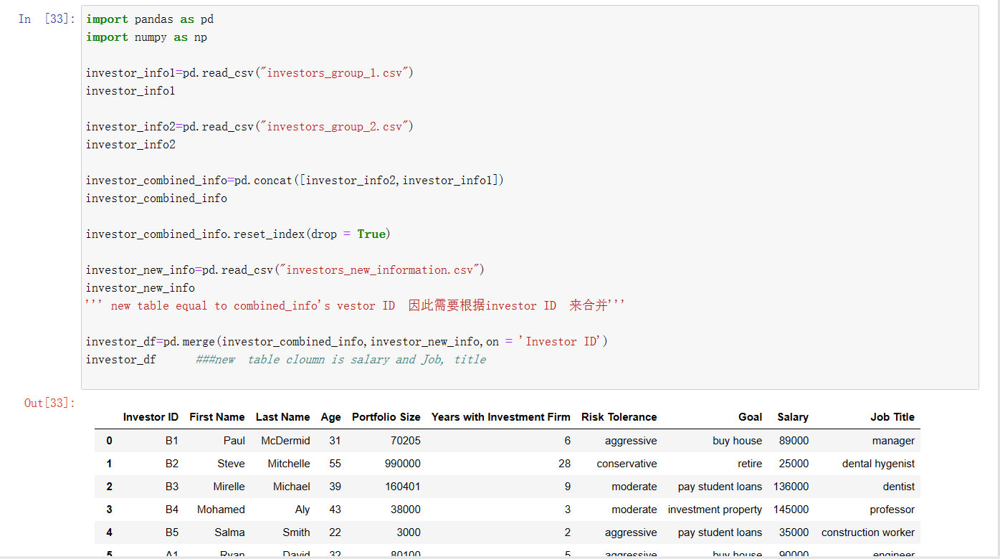 In [33]:
import pandas as pd
import numpy as np
investor_info1=pd.read_csv("investors_group_1.csv")
investor_info1
investor_info2=pd.read_csv("investors_group_2.csv")
investor_info2
investor_combined_info=pd.concat([investor_info2,investor_info1])
investor_combined_info
investor_combined_info.reset_index(drop = True)
investor_new_info=pd.read_csv("investors_new_information.csv")
investor_new_info
''' new table equal to combined_info's vestor ID  因此需要根据investor ID  来合并'''
investor_df=pd.merge(investor_combined_info,investor_new_info,on = 'Investor ID')
investor_df      ###new  table cloumn is salary and Job, title
Out[33]:
Investor ID First Name Last Name Age Portfolio Size Years with Investment Firm Risk Tolerance Goal Salary Job Title
0 B1 Paul McDermid 31 70205 6 aggressive buy house 89000 manager
1 B2 Steve Mitchelle 55 990000 28 conservative retire 25000 dental hygenist
2 B3 Mirelle Michael 39 160401 9 moderate pay student loans 136000 dentist
3 B4 Mohamed Aly 43 38000 3 moderate investment property 145000 professor
4 B5 Salma Smith 22 3000 2 aggressive pay student loans 35000 construction worker
5 A1 Ryan David 32 80100 5 aggressive buy house 90000 engineer